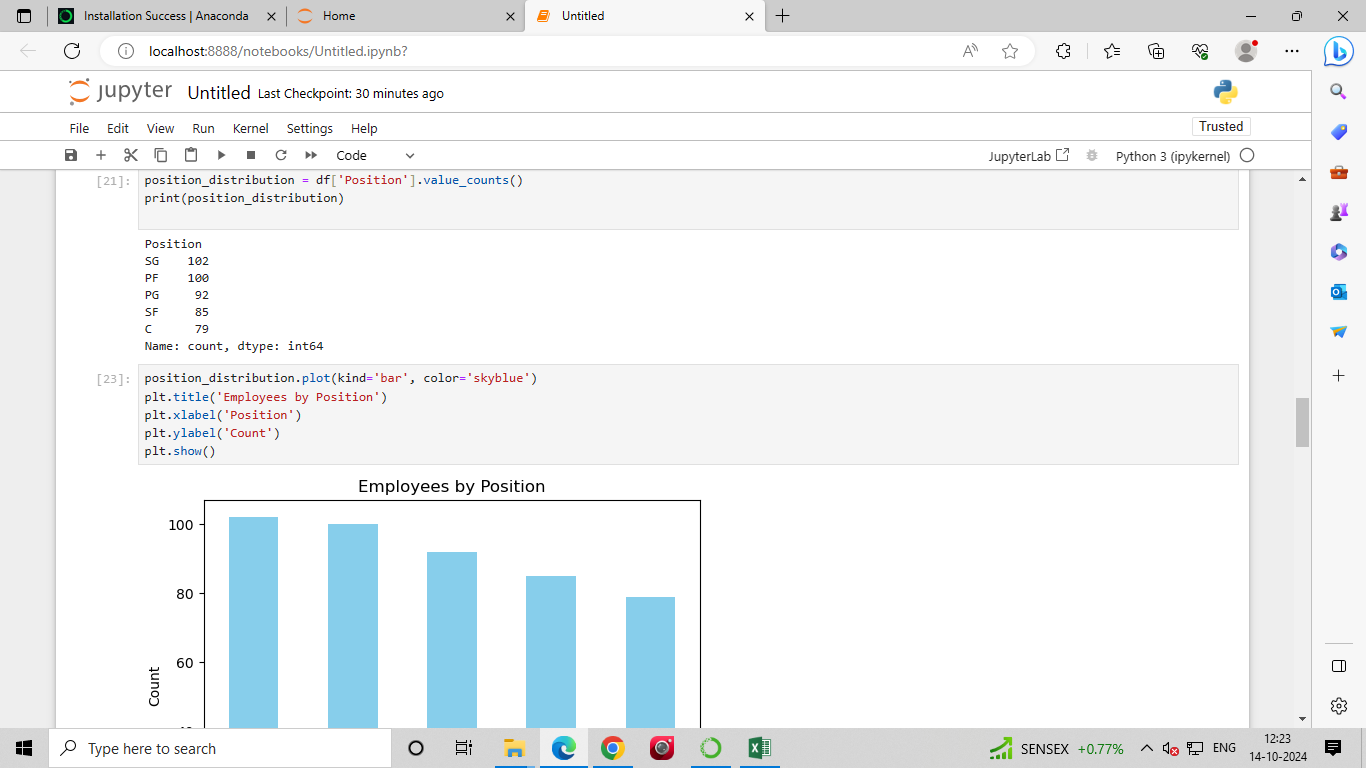 Installation Success | Anaconda
Home
Untitled
localhost:8888/notebooks/Untitled.ipynb?
jupyter Untitled Last Checkpoint: 30 minutes ago
File Edit View Run Kernel Settings Help
Trusted
Code
JupyterLab
Python 3 (ipykernel)
[21]: position_distribution = df['Position'].value_counts()
print(position_distribution)
Position
SG 102
PF 100
PG 92
SF 85
C 79
Name: count, dtype: int64
[23]: position_distribution.plot(kind='bar', color='skyblue')
plt.title('Employees by Position')
plt.xlabel('Position')
plt.ylabel('Count')
plt.show()
Employees by Position
100
80
60
Count
Type here to search
SENSEX +0.77%
ENG
12:23
14-10-2024